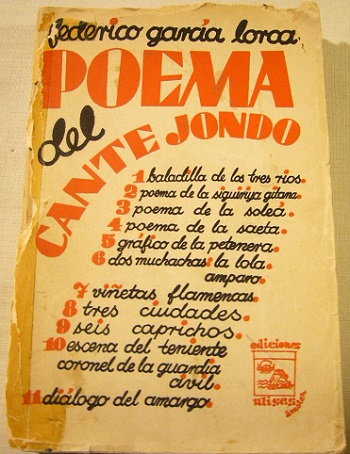 federico garcía lorca
POEMA
del
CANTE JONDO
1 baladilla de los tres rios.
2 poema de la siguiriya gitana.
3 poema de la soleá.
4 poema de la saeta.
5 gráfico de la petenera.
6 dos muchachas la lola.
amparo.
7 viñetas flamencas.
8 tres ciudades.
9 seis caprichos.
10 escena del teniente
coronel de la guardia
civil.
11 diálogo del amargo.
ediciones
ulises